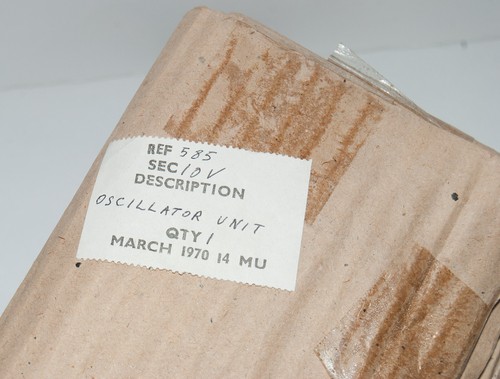 REF 585
SEC 10V
DESCRIPTION
OSCILLATOR UNIT
QTY 1
MARCH 1970 14 MU